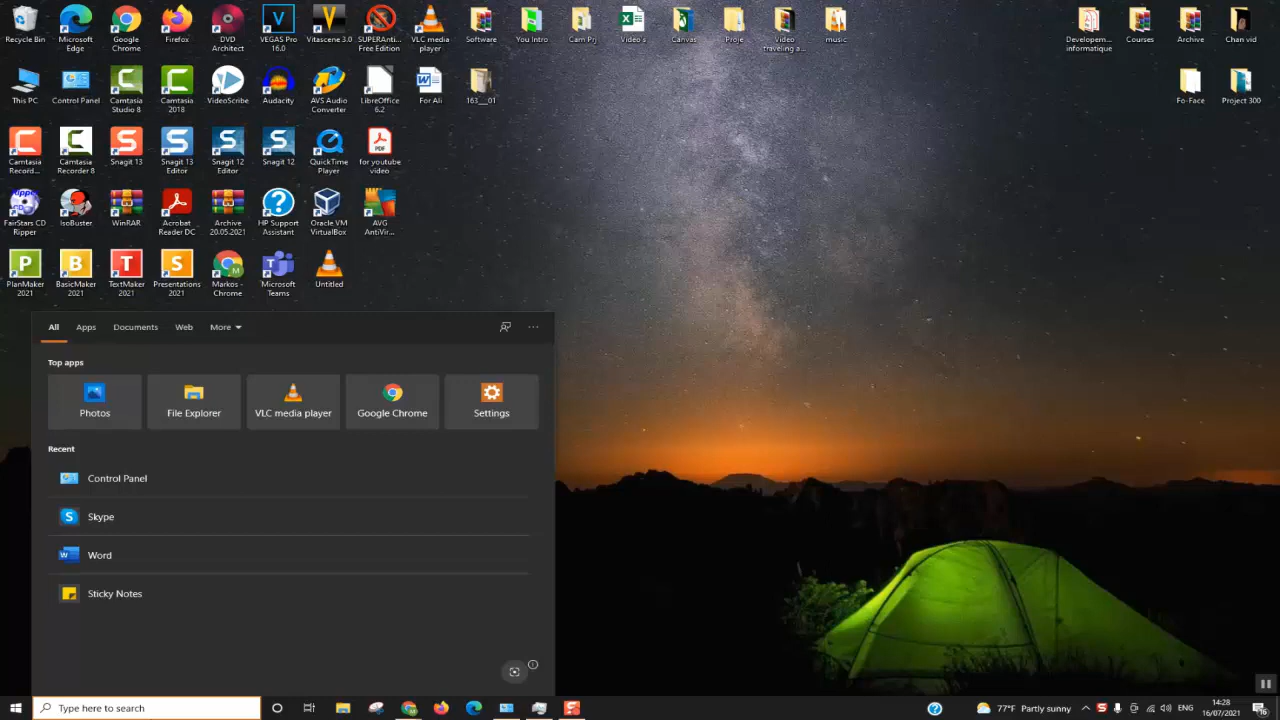 Recycle Bin
Microsoft Edge
Google Chrome
Firefox
DVD Architect
VEGAS Pro 16.0
Vitascene 3.0
SUPERAnti... Free Edition
VLC media player
Software
You Intro
Cam Prj
Video's
Canvas
Proje
Video traveling a...
music
Developem... informatique
Courses
Archive
Chan vid
This PC
Control Panel
Camtasia Studio 8
Camtasia 2018
VideoScribe
Audacity
AVS Audio Converter
LibreOffice 6.2
For Ali
163___01
Fo-Face
Project 300
Camtasia Record...
Camtasia Recorder 8
Snagit 13
Snagit 13 Editor
Snagit 12 Editor
Snagit 12
QuickTime Player
for youtube video
FairStars CD Ripper
IsoBuster
WinRAR
Acrobat Reader DC
Archive 20.05.2021
HP Support Assistant
Oracle VM VirtualBox
AVG AntiVir...
PlanMaker 2021
BasicMaker 2021
TextMaker 2021
Presentations 2021
Markos - Chrome
Microsoft Teams
Untitled
All Apps Documents Web More
Top apps
Photos File Explorer VLC media player Google Chrome Settings
Recent
Control Panel
Skype
Word
Sticky Notes
Type here to search
77°F Partly sunny
ENG
14:28
16/07/2021